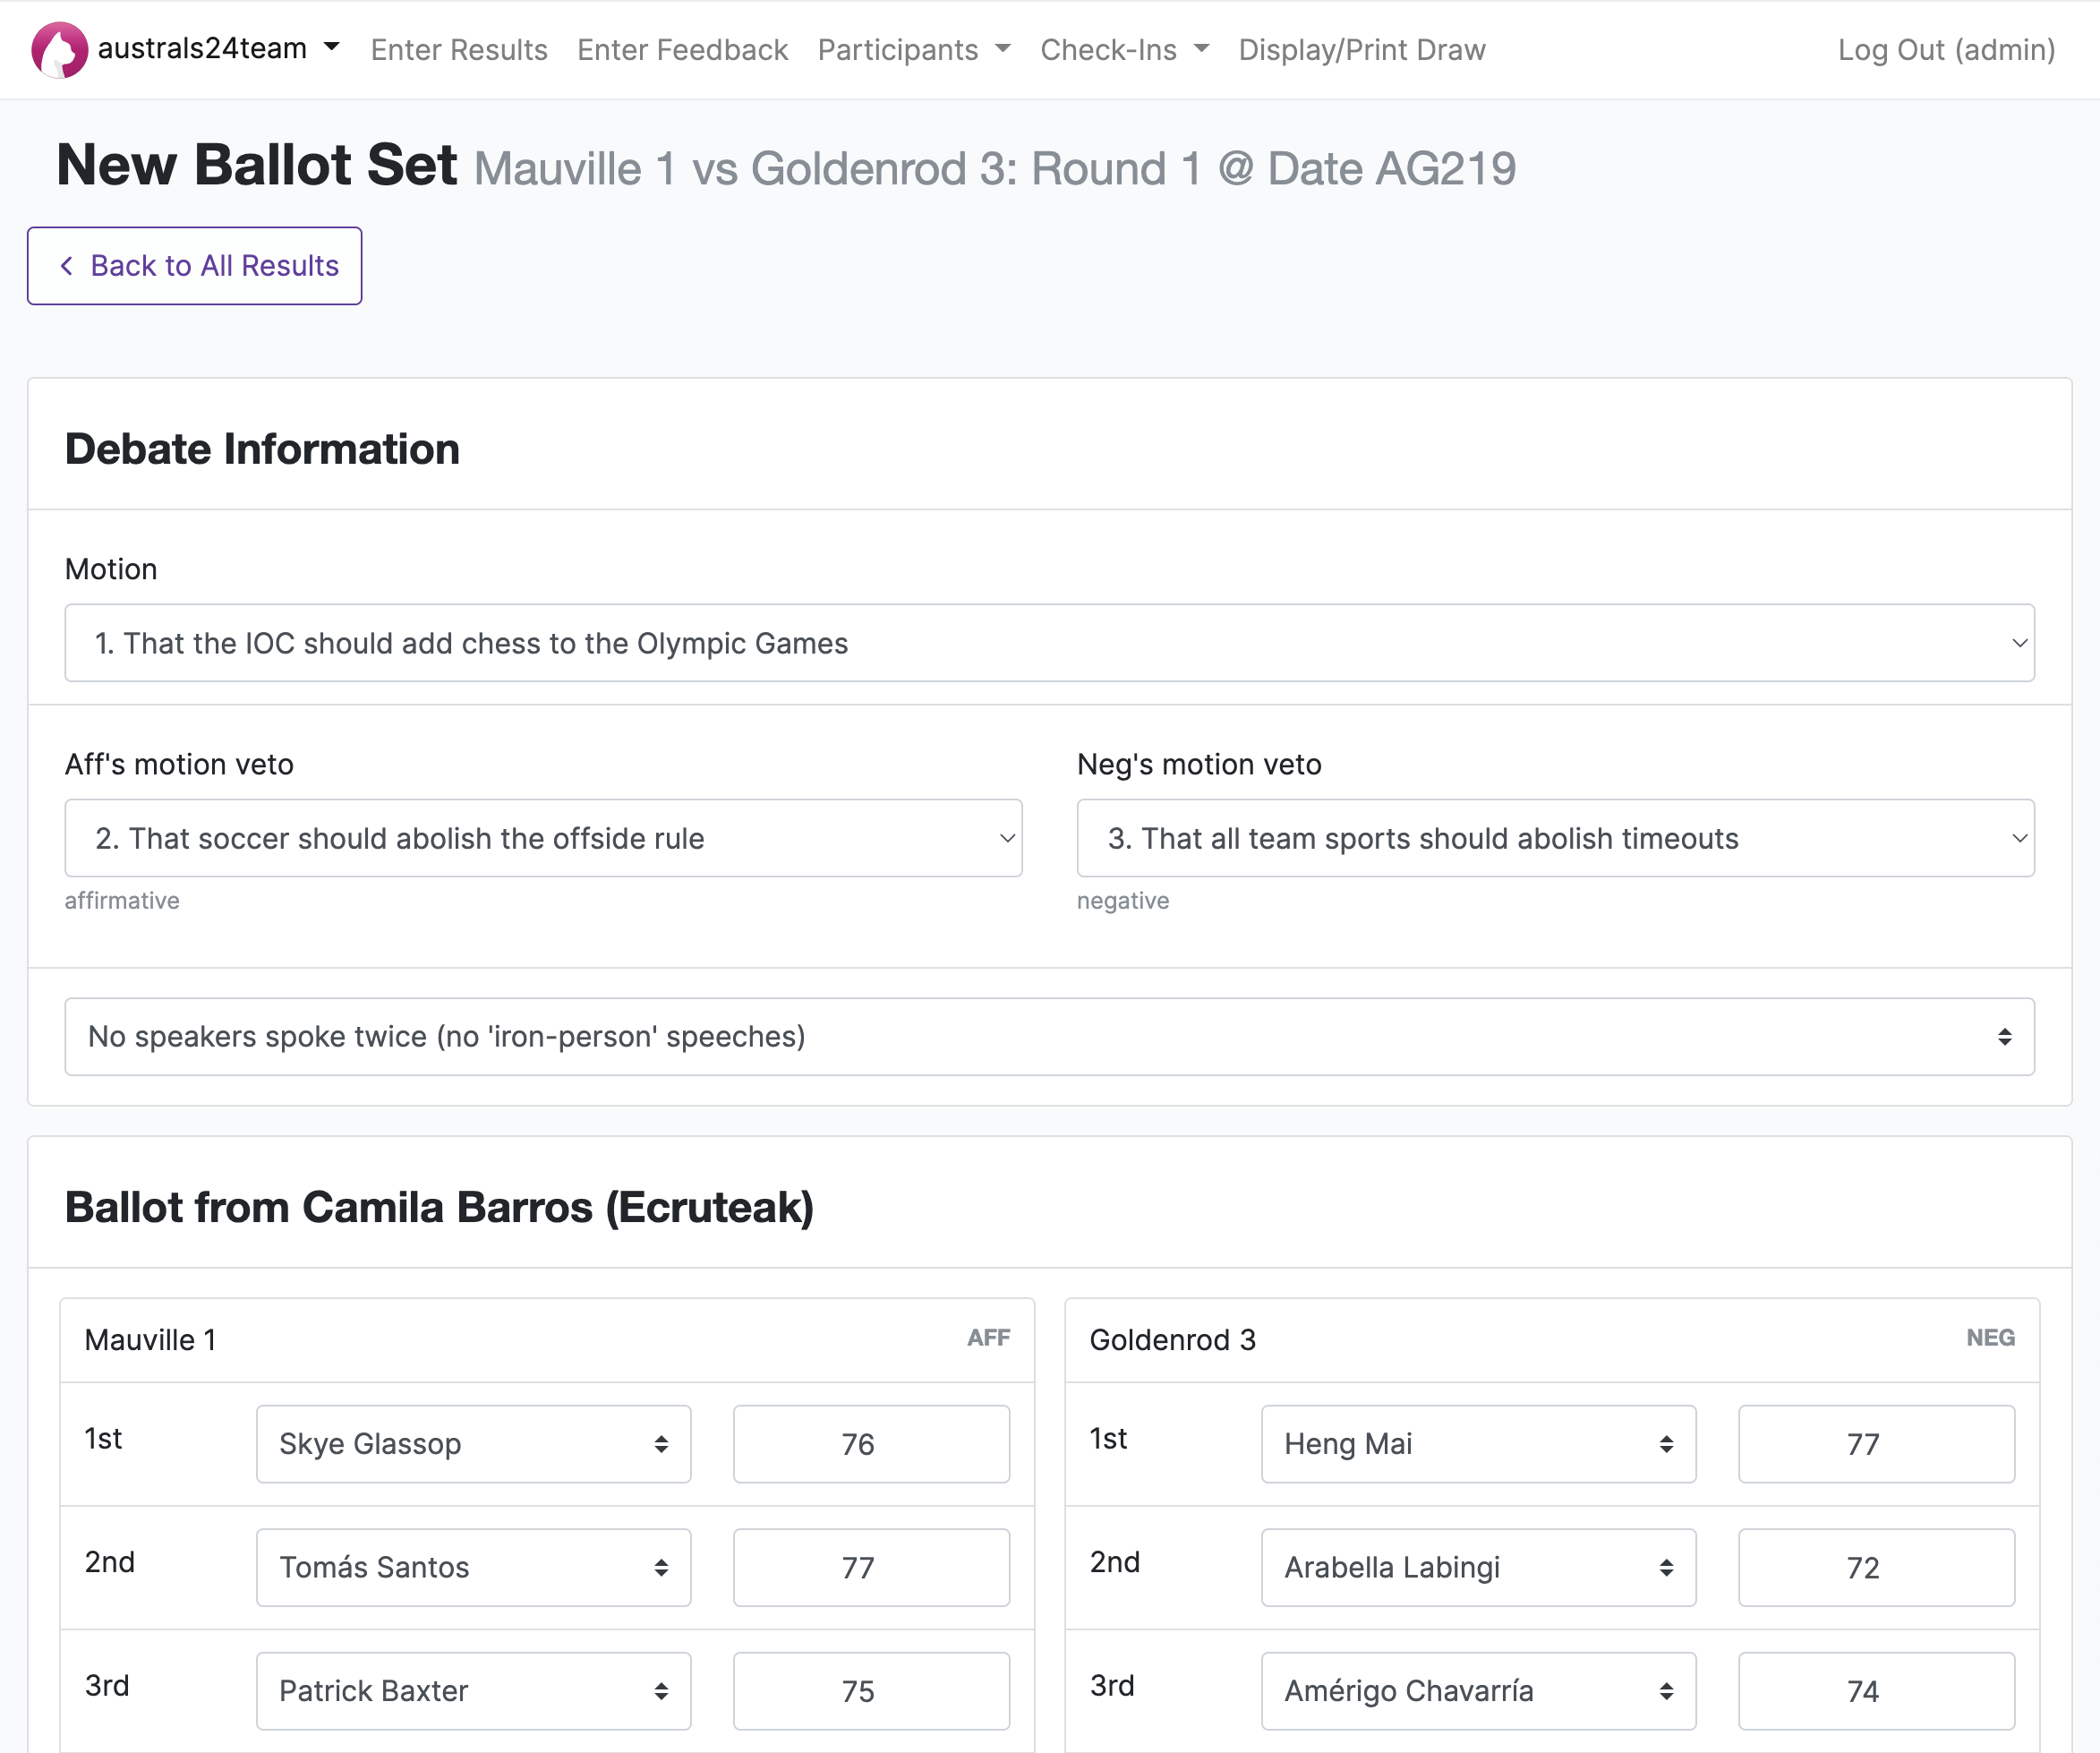 australs24team Enter Results Enter Feedback Participants Check-Ins Display/Print Draw Log Out (admin)
New Ballot Set Mauville 1 vs Goldenrod 3: Round 1 @ Date AG219
Back to All Results
Debate Information
Motion
1. That the IOC should add chess to the Olympic Games
Aff's motion veto
2. That soccer should abolish the offside rule
affirmative
Neg's motion veto
3. That all team sports should abolish timeouts
negative
No speakers spoke twice (no 'iron-person' speeches)
Ballot from Camila Barros (Ecruteak)
Mauville 1 AFF
1st Skye Glassop 76
2nd Tomás Santos 77
3rd Patrick Baxter 75
Goldenrod 3 NEG
1st Heng Mai 77
2nd Arabella Labingi 72
3rd Amérigo Chavarría 74